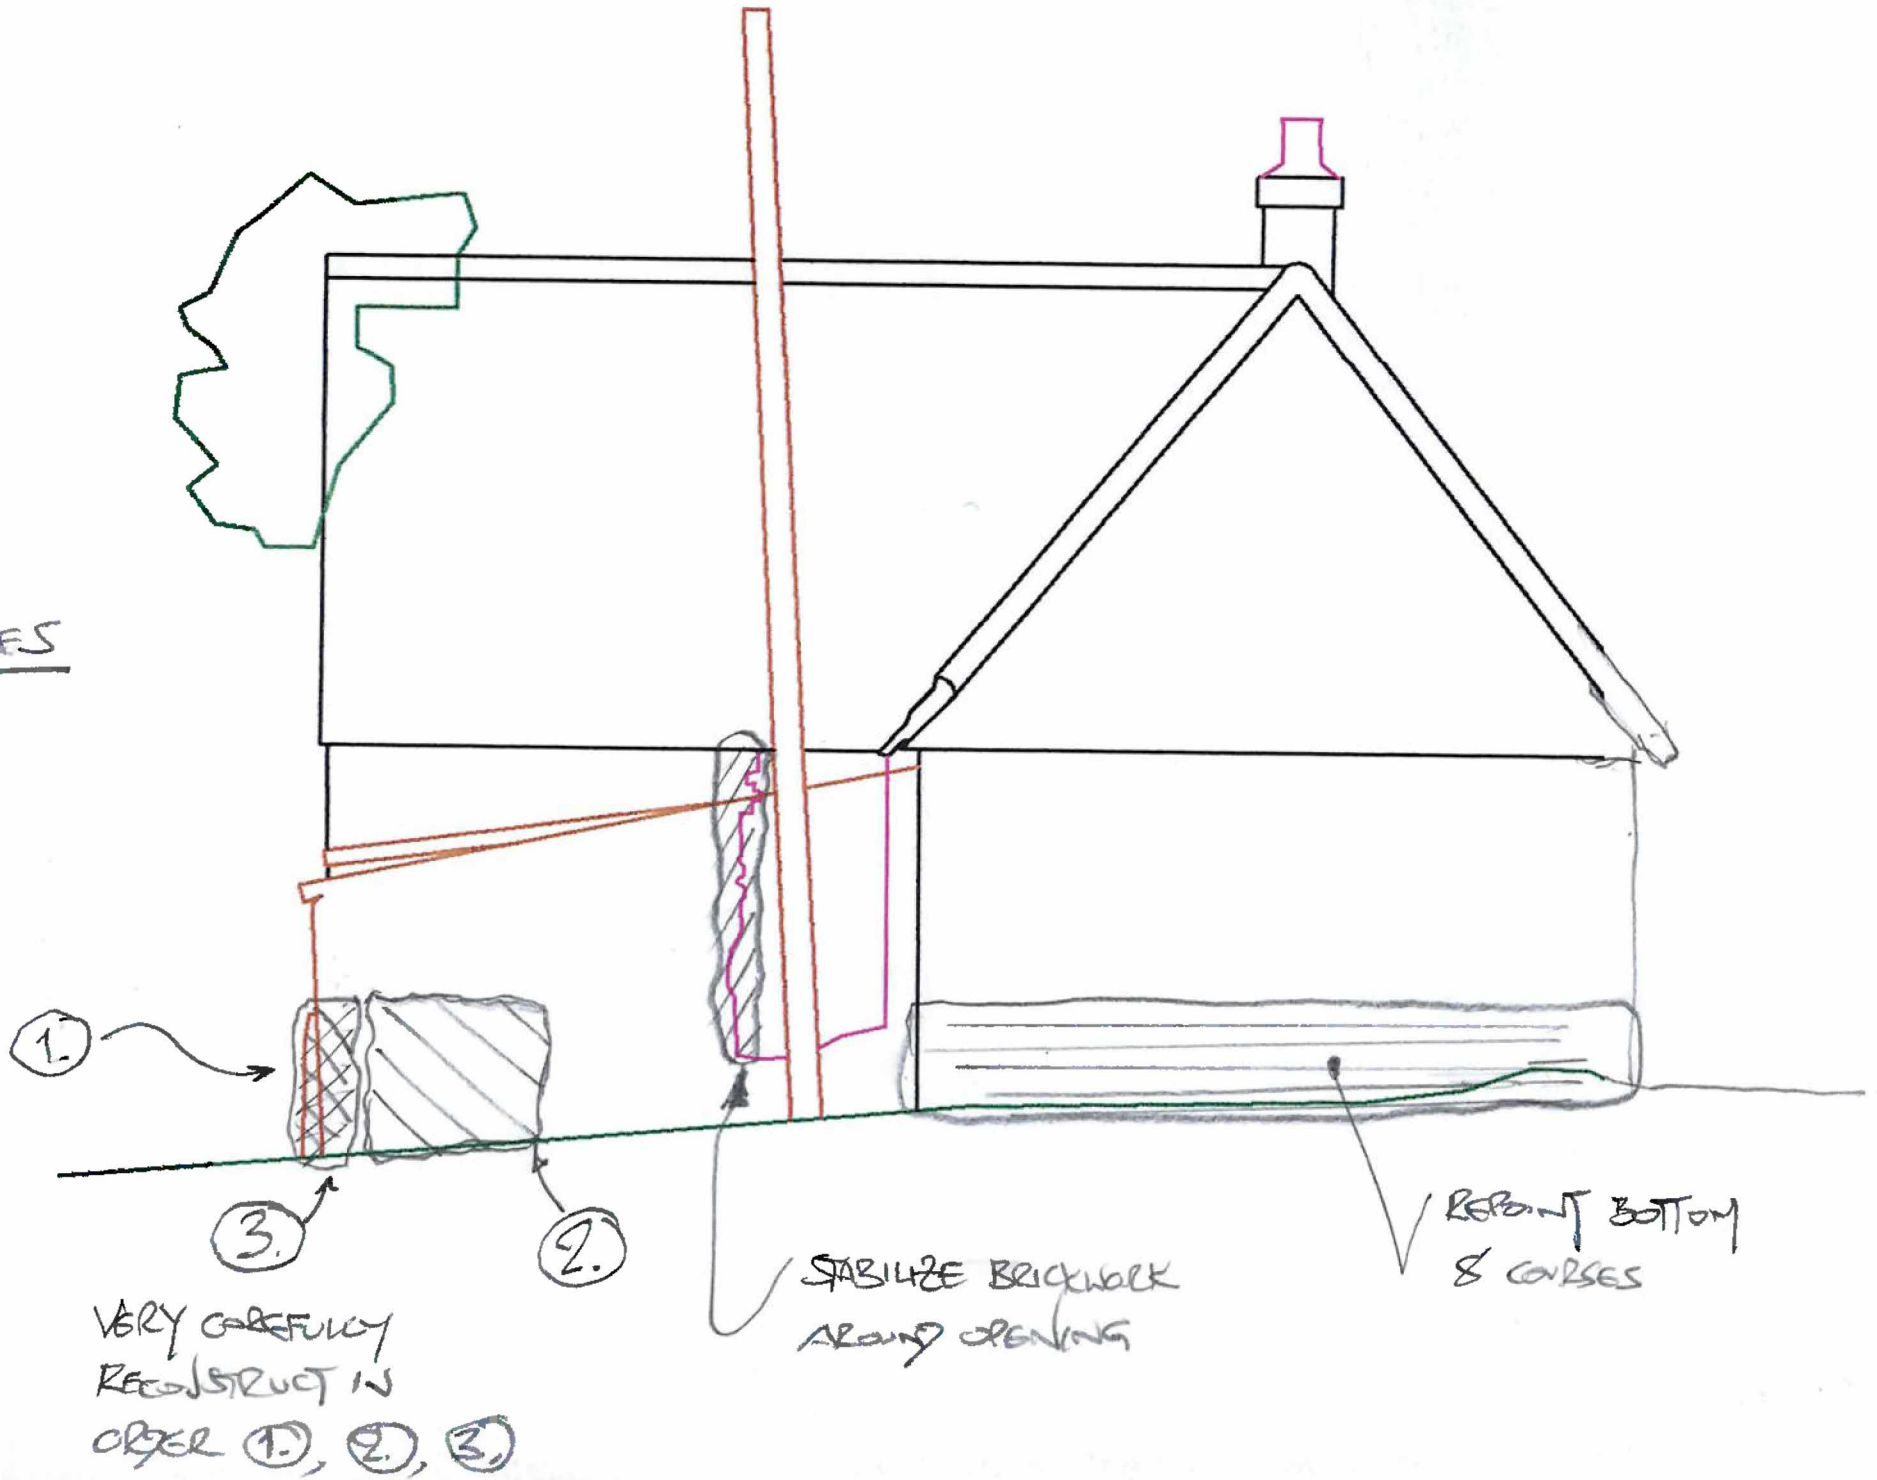 ES
1.
3.
2.
VERY CAREFULLY
RECONSTRUCT IN
ORDER 1., 2., 3.
STABILIZE BRICKWORK
AROUND OPENING
REPOINT BOTTOM
8 COURSES